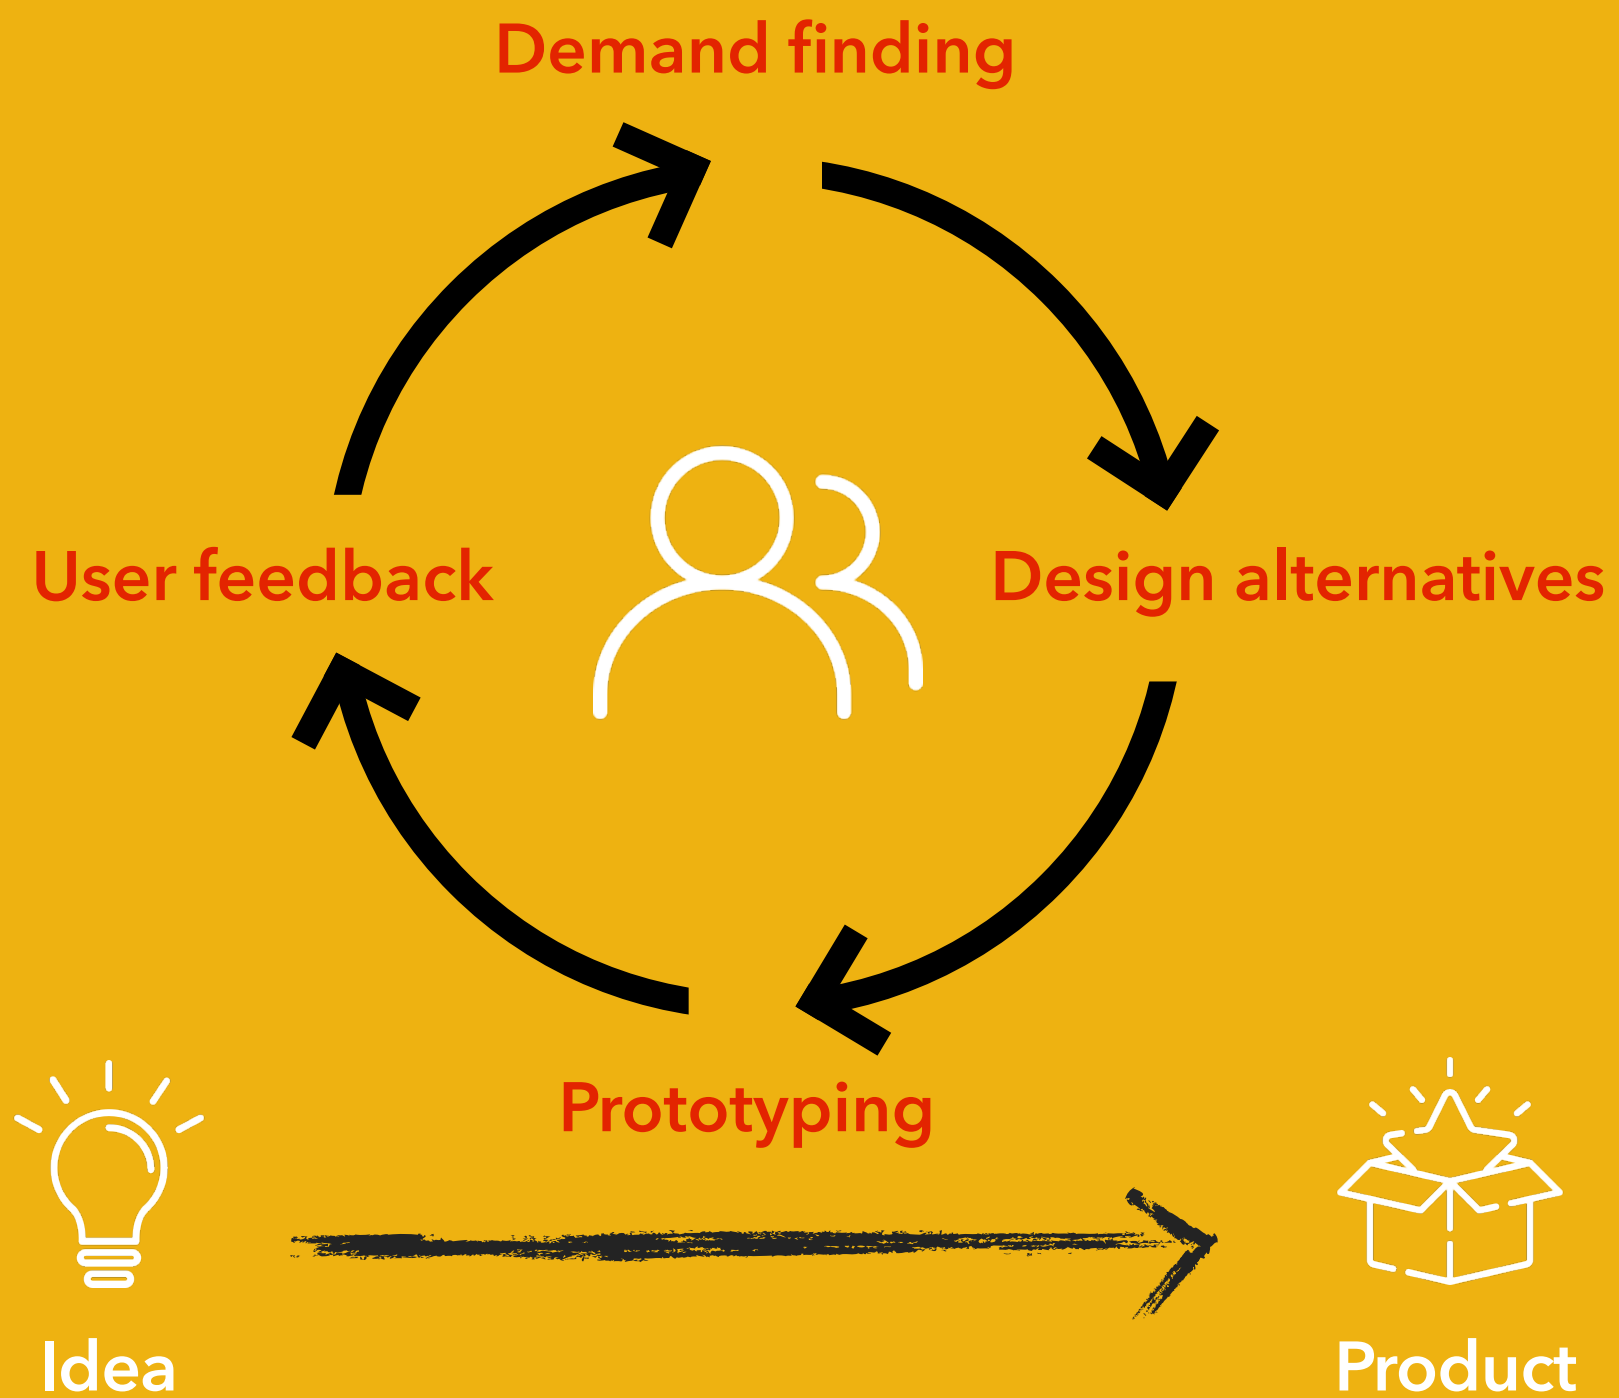 Demand finding
User feedback
Design alternatives
Prototyping
Idea
Product